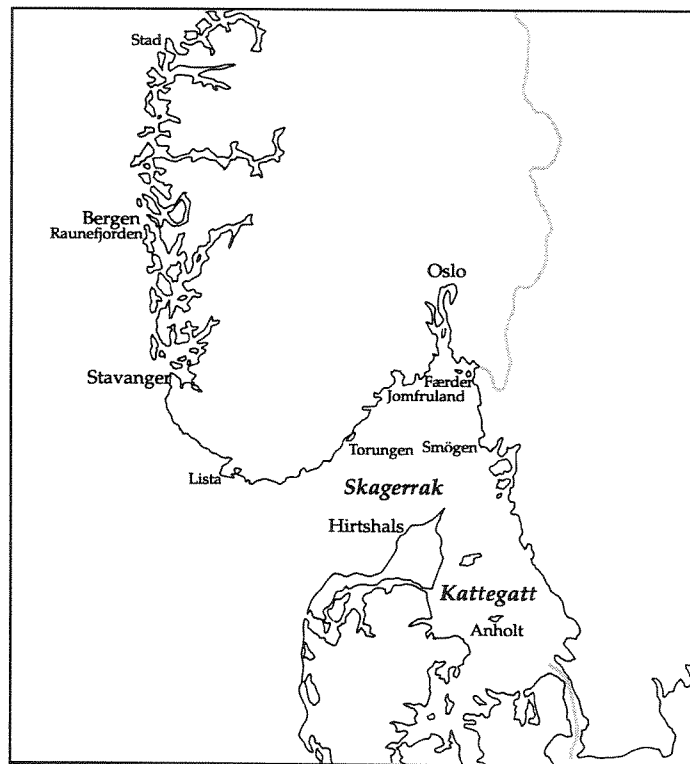 Stad
Bergen
Raunefjorden
Oslo
Stavanger
Færder
Jomfruland
Torungen
Smögen
Lista
Skagerrak
Hirtshals
Kattegatt
Anholt